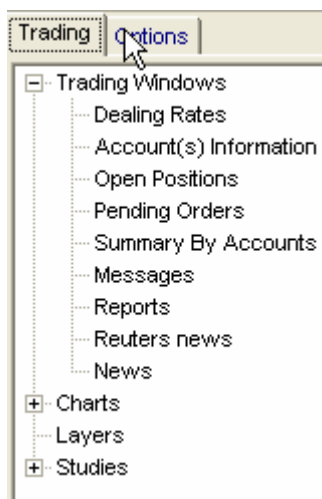 Trading Options
Trading Windows
Dealing Rates
Account(s) Information
Open Positions
Pending Orders
Summary By Accounts
Messages
Reports
Reuters news
News
Charts
Layers
Studies